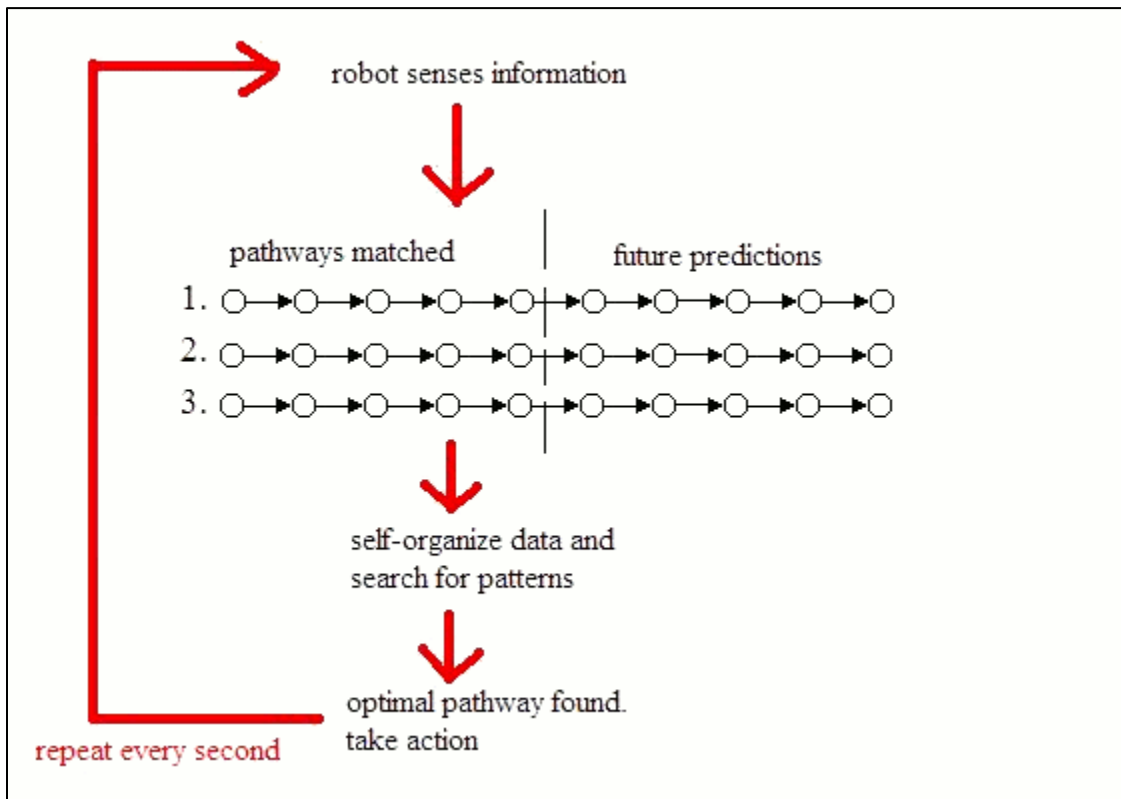 robot senses information
pathways matched
future predictions
1.
2.
3.
self-organize data and
search for patterns
optimal pathway found.
take action
repeat every second